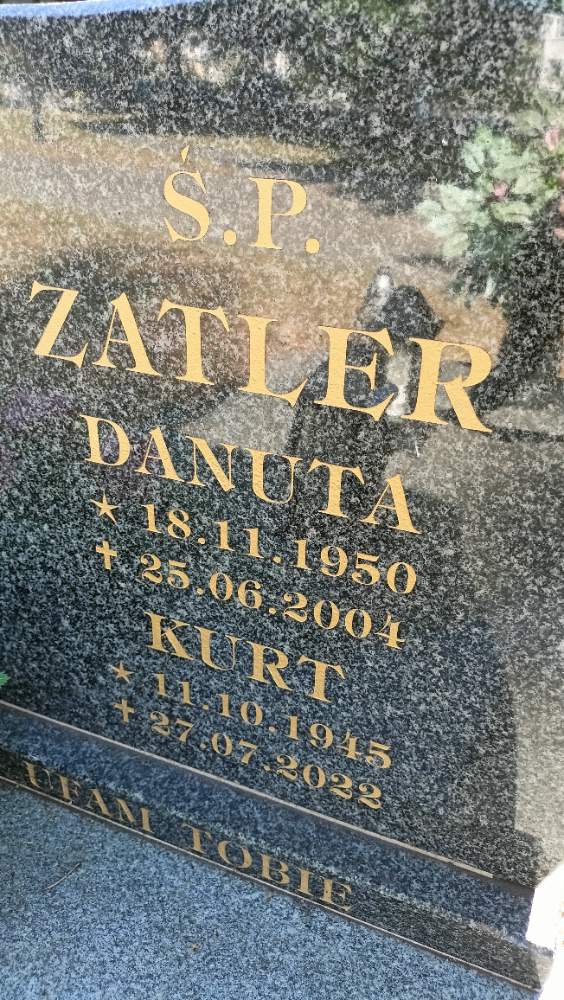 Ś.P.
ZATLER
DANUTA
★ 18.11.1950
✝ 25.06.2004
KURT
★ 11.10.1945
✝ 27.07.2022
UFAM TOBIE